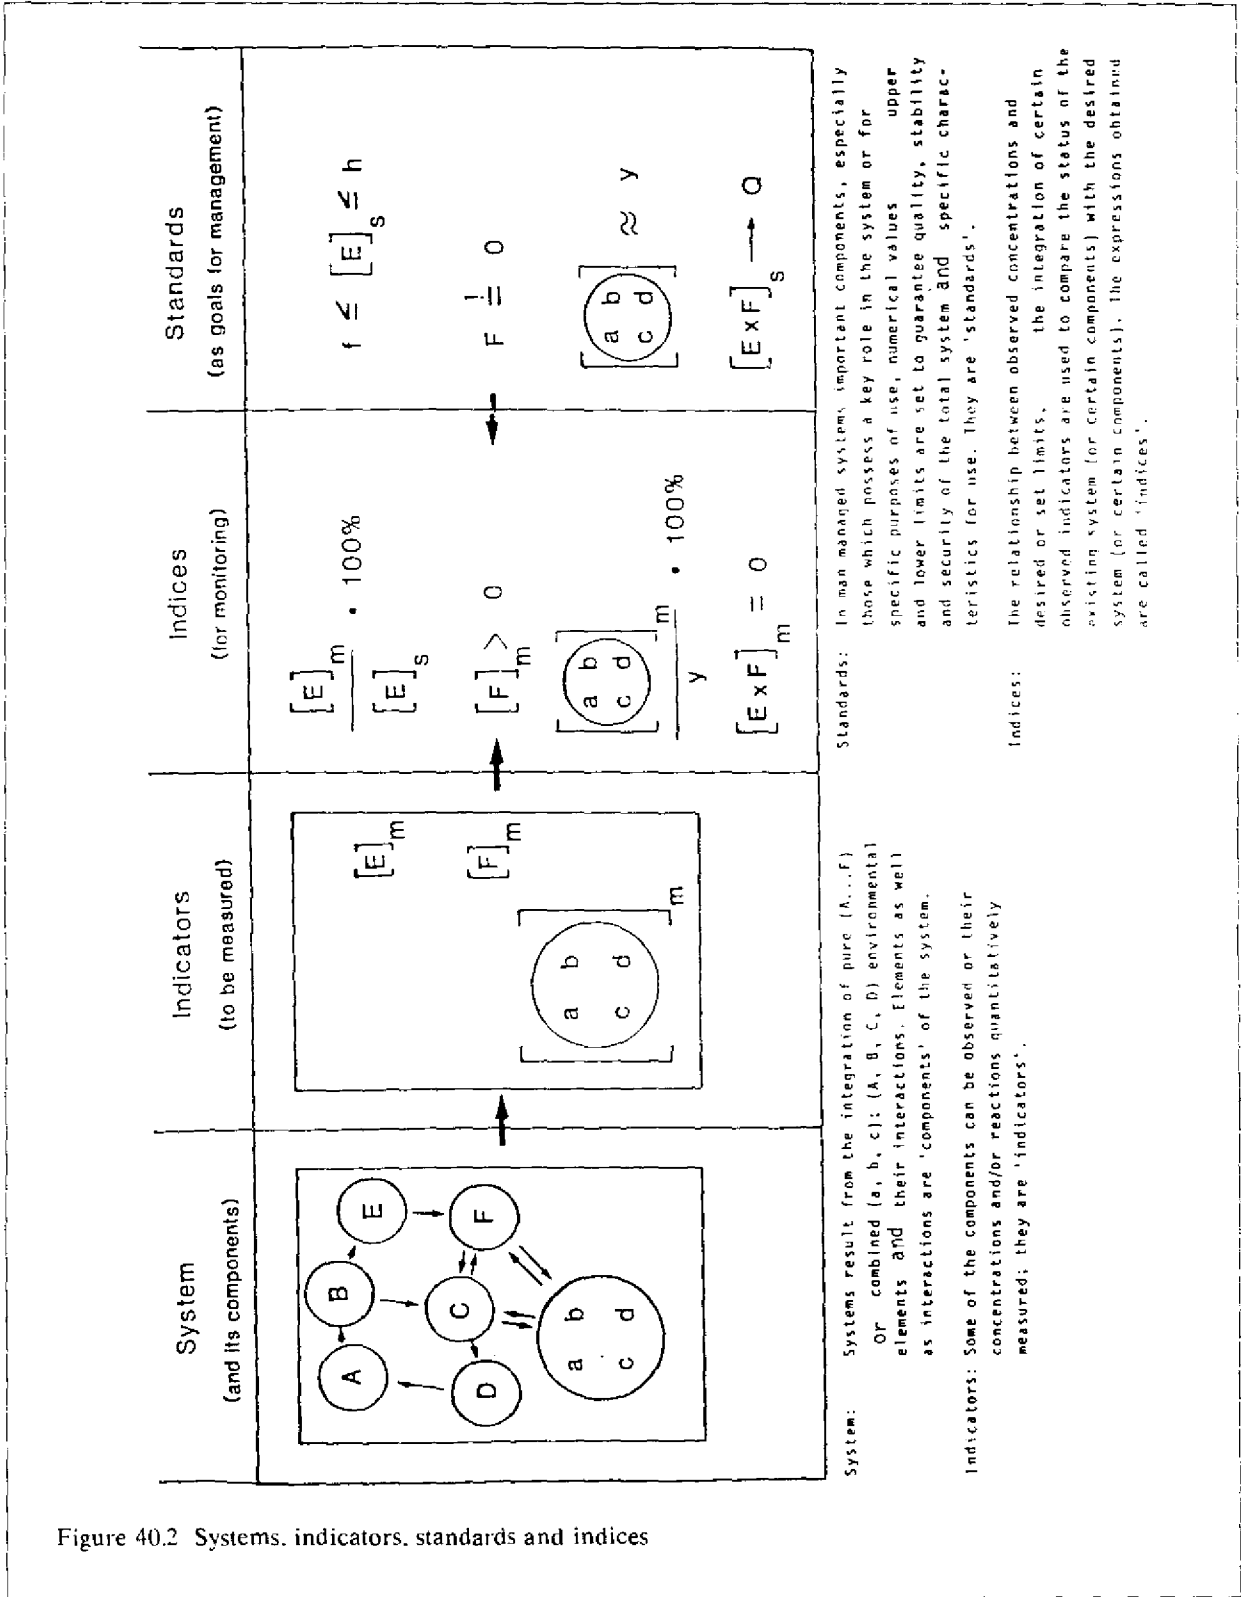 System
(and its components)
A
B
E
D
C
F
a b
c d
Indicators
(to be measured)
[E]m
[F]m
[a b
c d]m
Indices
(for monitoring)
[E]m
[E]s
• 100%
[F]m > 0
[a b
c d]m
y
• 100%
[E x F]m = 0
Standards
(as goals for management)
f ≤ [E]s ≤ h
F ! = 0
[a b
c d] ≈ y
[E x F]s → Q
System: Systems result from the integration of pure (A...F)
or combined (a, b, c); (A, B, C, D) environmental
elements and their interactions. Elements as well
as interactions are 'components' of the system.
Indicators: Some of the components can be observed or their
concentrations and/or reactions quantitatively
measured; they are 'indicators'.
Standards: In man managed systems important components, especially
those which possess a key role in the system or for
specific purposes of use, numerical values upper
and lower limits are set to guarantee quality, stability
and security of the total system and specific charac-
teristics for use. They are 'standards'.
Indices: The relationship between observed concentrations and
desired or set limits, the integration of certain
observed indicators are used to compare the status of the
existing system (or certain components) with the desired
system (or certain components). The expressions obtained
are called 'indices'.
Figure 40.2 Systems, indicators, standards and indices